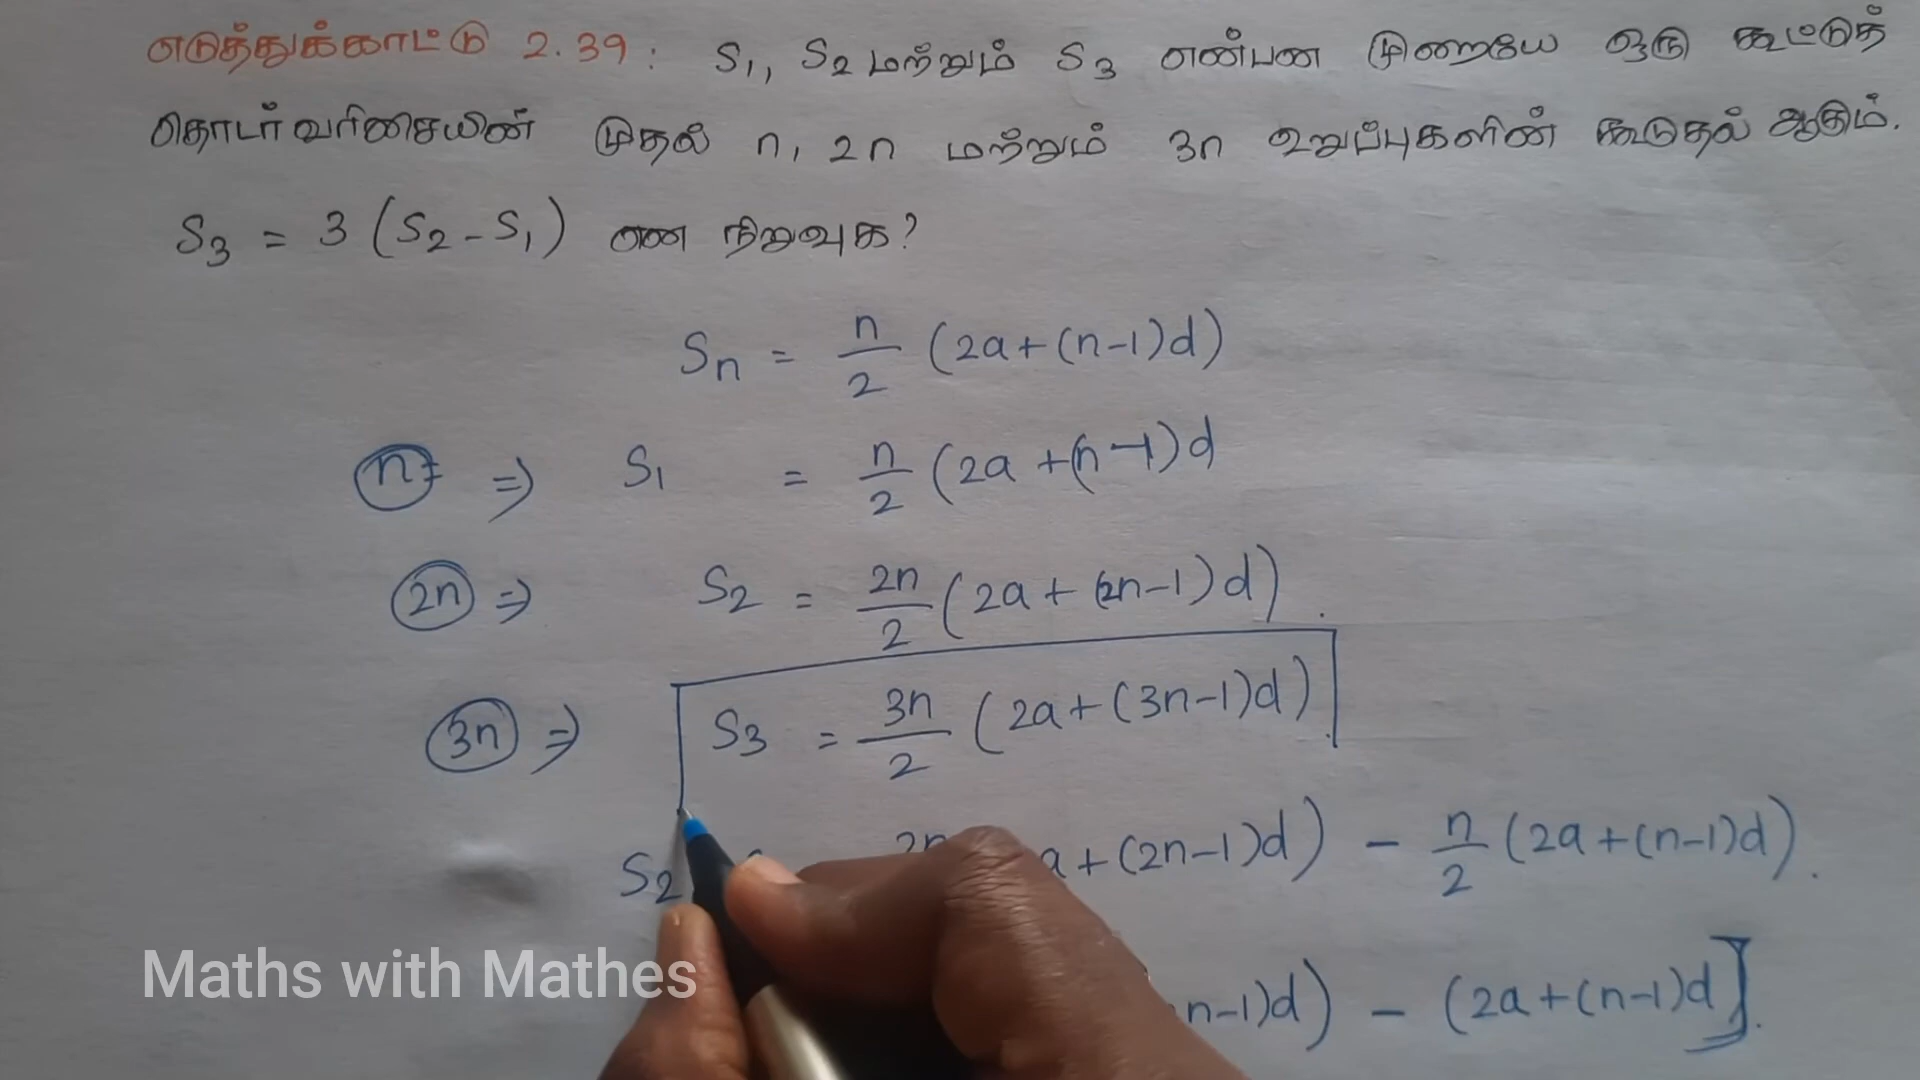 எடுத்துக்காட்டு 2.39: S₁, S₂ மற்றும் S₃ என்பன முறையே ஒரு கூட்டுத்
தொடர்வரிசையின் முதல் n, 2n மற்றும் 3n உறுப்புகளின் கூடுதல் ஆகும்.
S₃ = 3 (S₂ - S₁) என நிறுவுக?
Sₙ = n/2 (2a + (n-1)d)
n ⇒ S₁ = n/2 (2a + (n-1)d
2n ⇒ S₂ = 2n/2 (2a + (2n-1)d)
3n ⇒ S₃ = 3n/2 (2a + (3n-1)d)
S₂ 2n a + (2n-1)d) - n/2 (2a + (n-1)d).
n-1)d) - (2a + (n-1)d].
Maths with Mathes